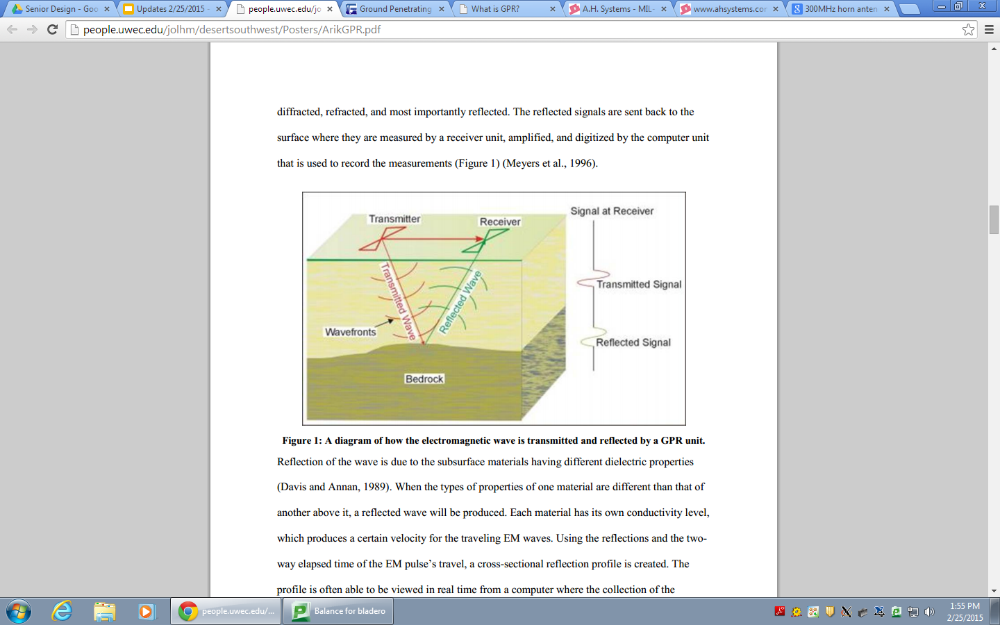 Senior Design - Goo
Updates 2/25/2015 -
people.uwec.edu/jo
Ground Penetrating
What is GPR?
A.H. Systems - MIL-
www.ahsystems.cor
300MHz horn anten
people.uwec.edu/jolhm/desertsouthwest/Posters/ArikGPR.pdf
diffracted, refracted, and most importantly reflected. The reflected signals are sent back to the
surface where they are measured by a receiver unit, amplified, and digitized by the computer unit
that is used to record the measurements (Figure 1) (Meyers et al., 1996).
Transmitter
Receiver
Signal at Receiver
Transmitted Wave
Reflected Wave
Transmitted Signal
Wavefronts
Reflected Signal
Bedrock
Figure 1: A diagram of how the electromagnetic wave is transmitted and reflected by a GPR unit.
Reflection of the wave is due to the subsurface materials having different dielectric properties
(Davis and Annan, 1989). When the types of properties of one material are different than that of
another above it, a reflected wave will be produced. Each material has its own conductivity level,
which produces a certain velocity for the traveling EM waves. Using the reflections and the two-
way elapsed time of the EM pulse’s travel, a cross-sectional reflection profile is created. The
profile is often able to be viewed in real time from a computer where the collection of the
people.uwec.edu/...
Balance for bladero
1:55 PM
2/25/2015